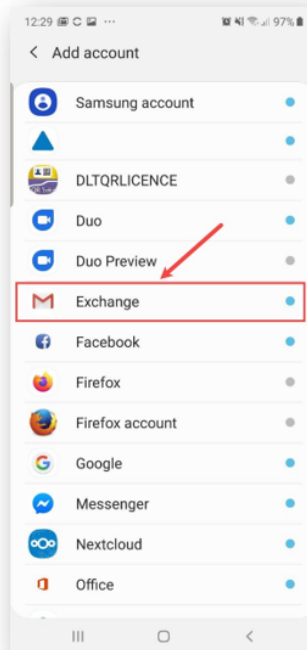 12:29 97%
Add account
Samsung account
DLTQRLICENCE
Duo
Duo Preview
Exchange
Facebook
Firefox
Firefox account
Google
Messenger
Nextcloud
Office